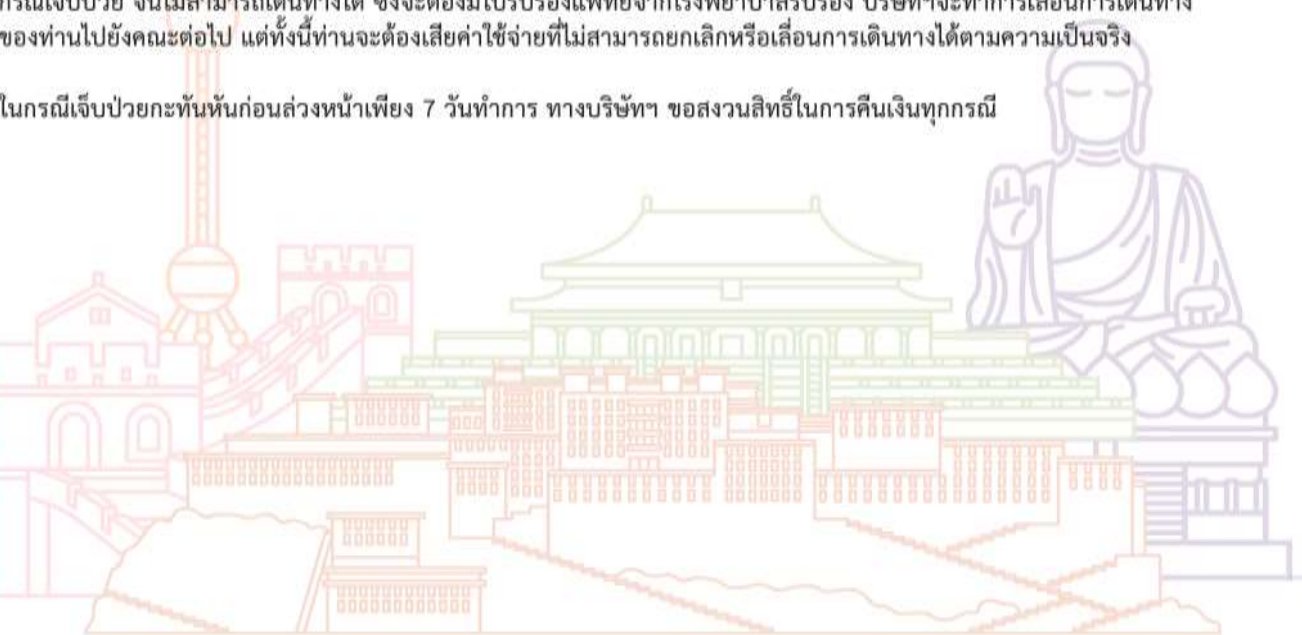 กรณีเจ็บป่วย จนไม่สามารถเดินทางได้ ซึ่งจะต้องมีใบรับรองแพทย์จากโรงพยาบาลรับรอง บริษัทฯจะทำการเลื่อนการเดินทาง
ของท่านไปยังคณะต่อไป แต่ทั้งนี้ท่านจะต้องเสียค่าใช้จ่ายที่ไม่สามารถยกเลิกหรือเลื่อนการเดินทางได้ตามความเป็นจริง
ในกรณีเจ็บป่วยกะทันหันก่อนล่วงหน้าเพียง 7 วันทำการ ทางบริษัทฯ ขอสงวนสิทธิ์ในการคืนเงินทุกกรณี